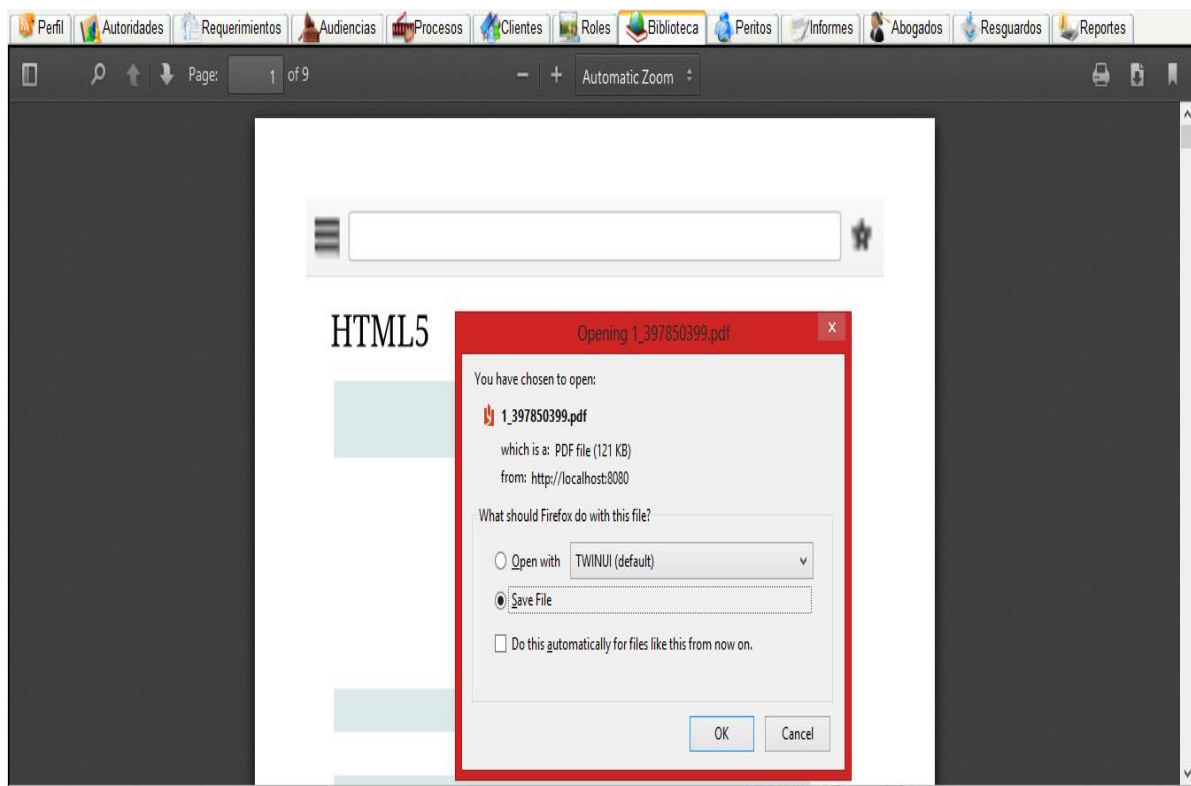 Perfil Autoridades Requerimientos Audiencias Procesos Clientes Roles Biblioteca Peritos Informes Abogados Resguardos Reportes
Page: 1 of 9 Automatic Zoom
HTML5
Opening 1_397850399.pdf
You have chosen to open:
1_397850399.pdf
which is a: PDF file (121 KB)
from: http://localhost:8080
What should Firefox do with this file?
Open with TWINUI (default)
Save File
Do this automatically for files like this from now on.
OK Cancel